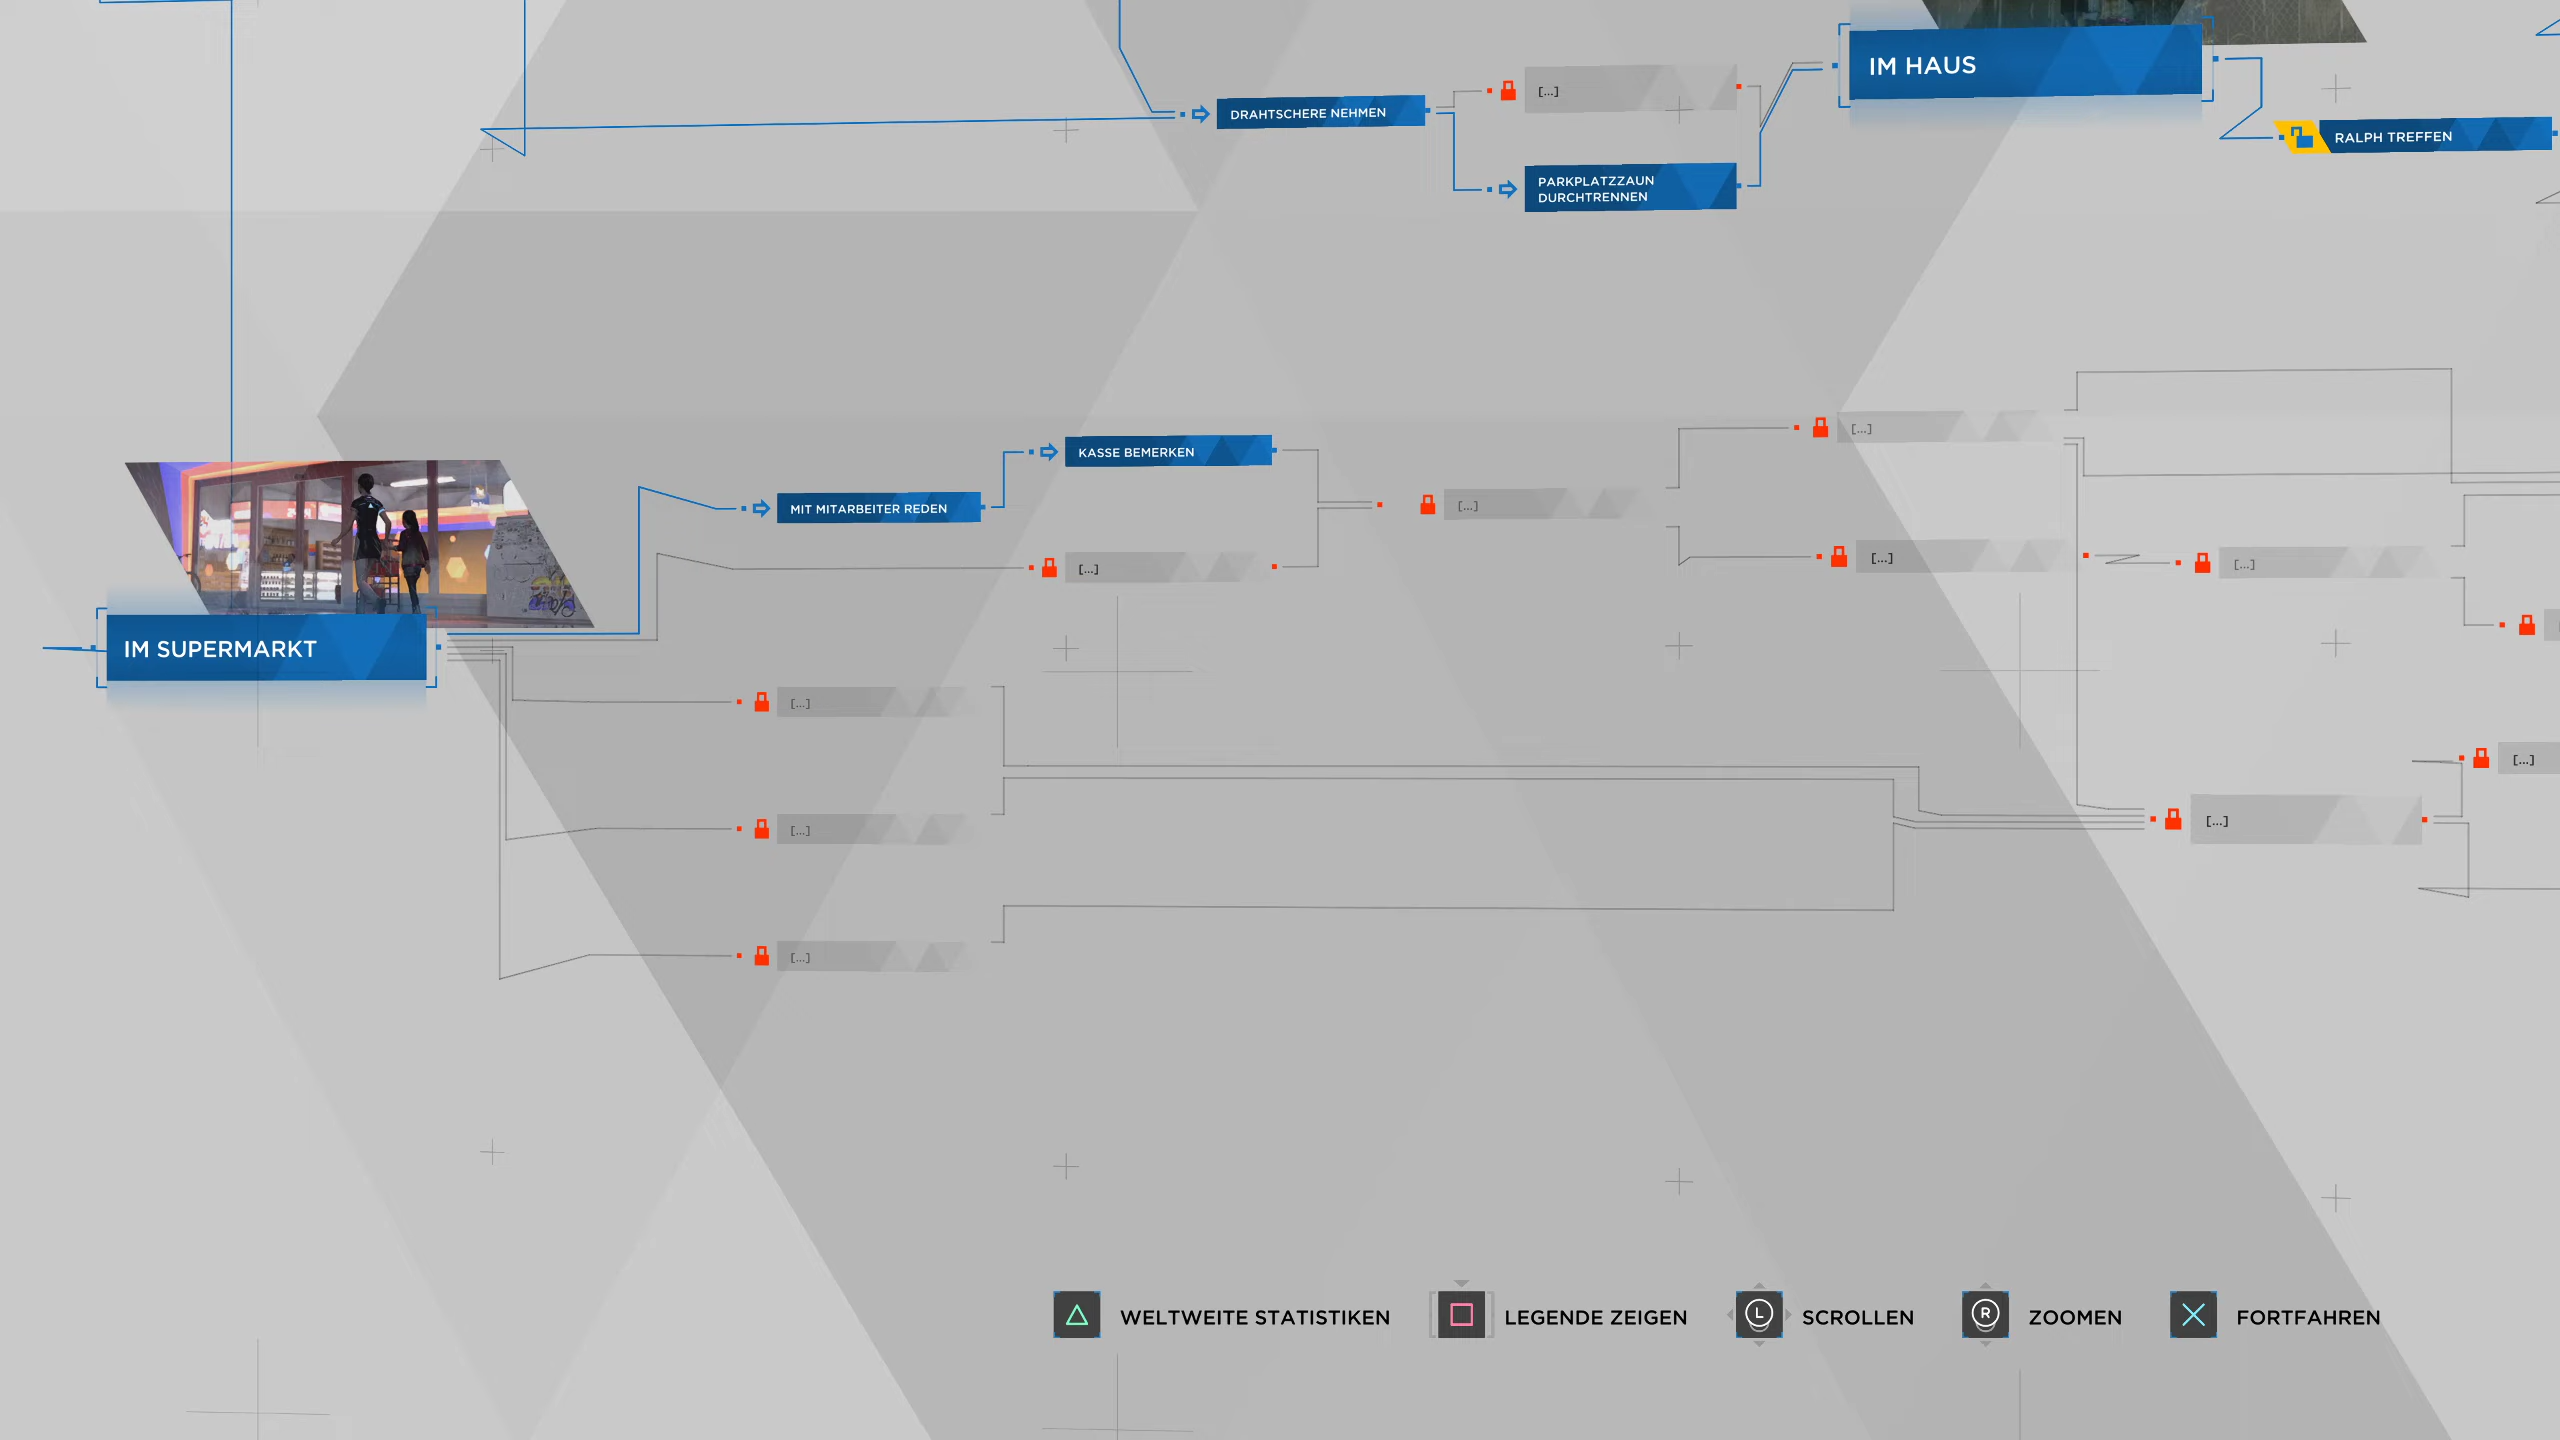 IM HAUS
[...]
DRAHTSCHERE NEHMEN
RALPH TREFFEN
PARKPLATZZAUN
DURCHTRENNEN
[...]
KASSE BEMERKEN
[...]
MIT MITARBEITER REDEN
[...]
[...]
[...]
IM SUPERMARKT
[...]
[...]
[...]
[...]
[...]
WELTWEITE STATISTIKEN
LEGENDE ZEIGEN
L
SCROLLEN
R
ZOOMEN
FORTFAHREN